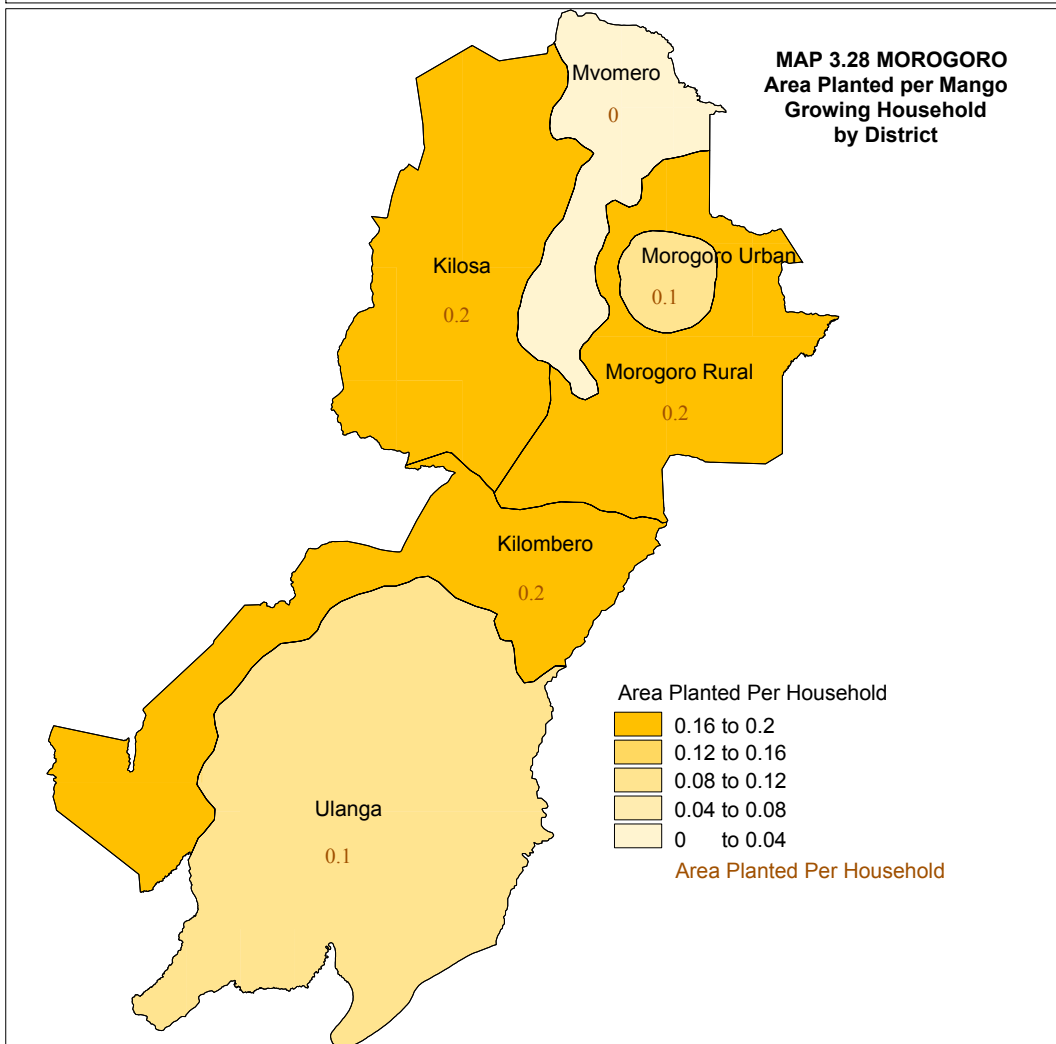 MAP 3.28 MOROGORO
Area Planted per Mango
Growing Household
by District
Mvomero
0
Morogoro Urban
0.1
Kilosa
0.2
Morogoro Rural
0.2
Kilombero
0.2
Ulanga
0.1
Area Planted Per Household
0.16 to 0.2
0.12 to 0.16
0.08 to 0.12
0.04 to 0.08
0 to 0.04
Area Planted Per Household